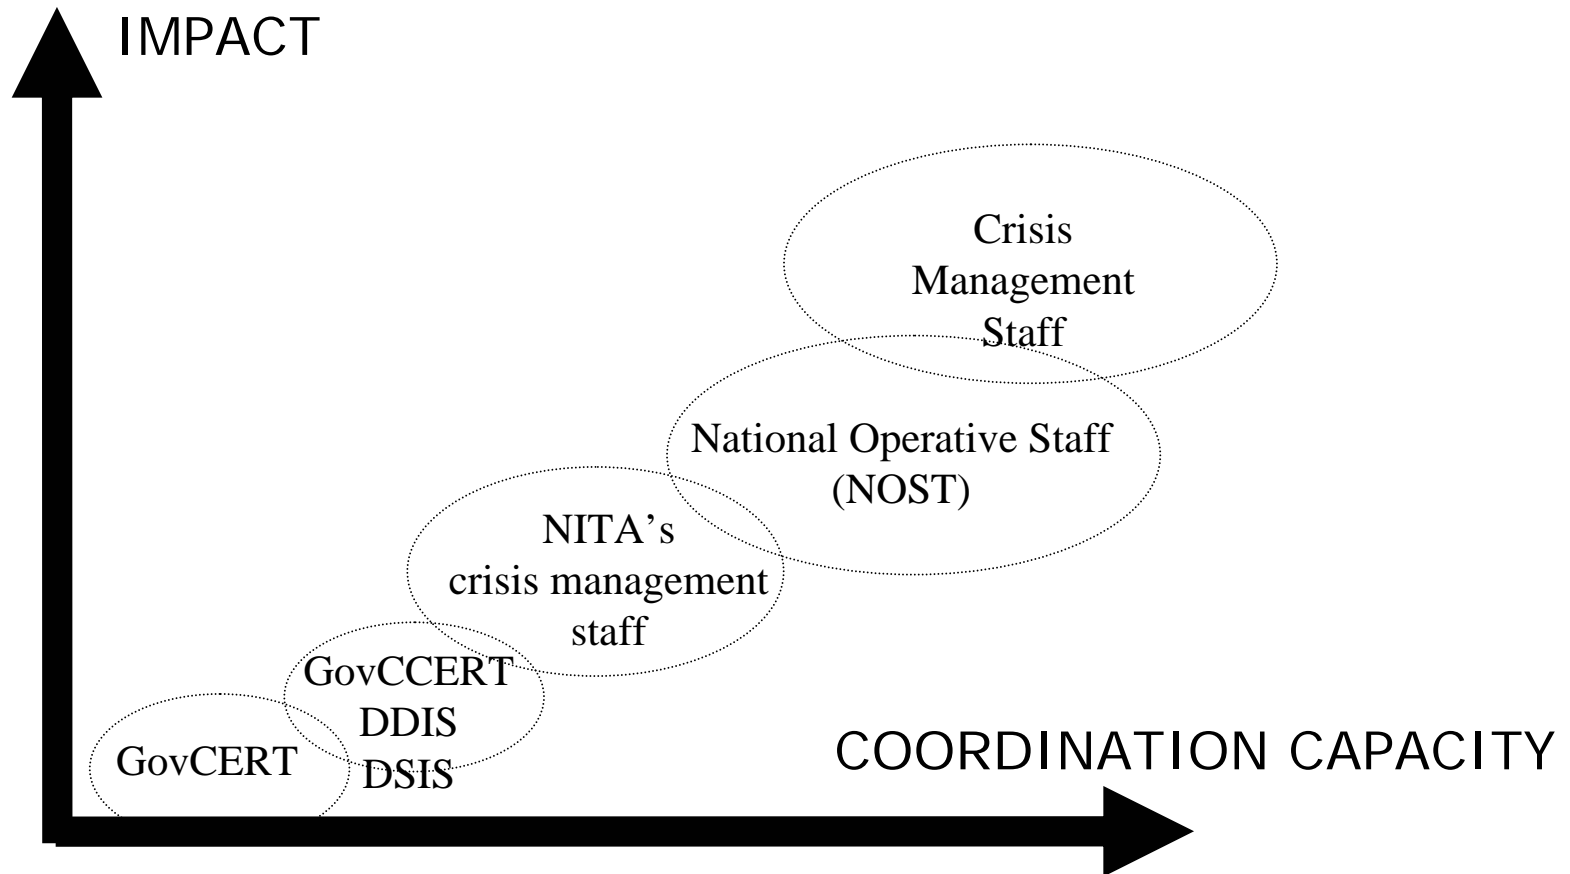 IMPACT
Crisis
Management
Staff
National Operative Staff
(NOST)
NITA’s
crisis management
staff
GovCCERT
DDIS
DSIS
GovCERT
COORDINATION CAPACITY